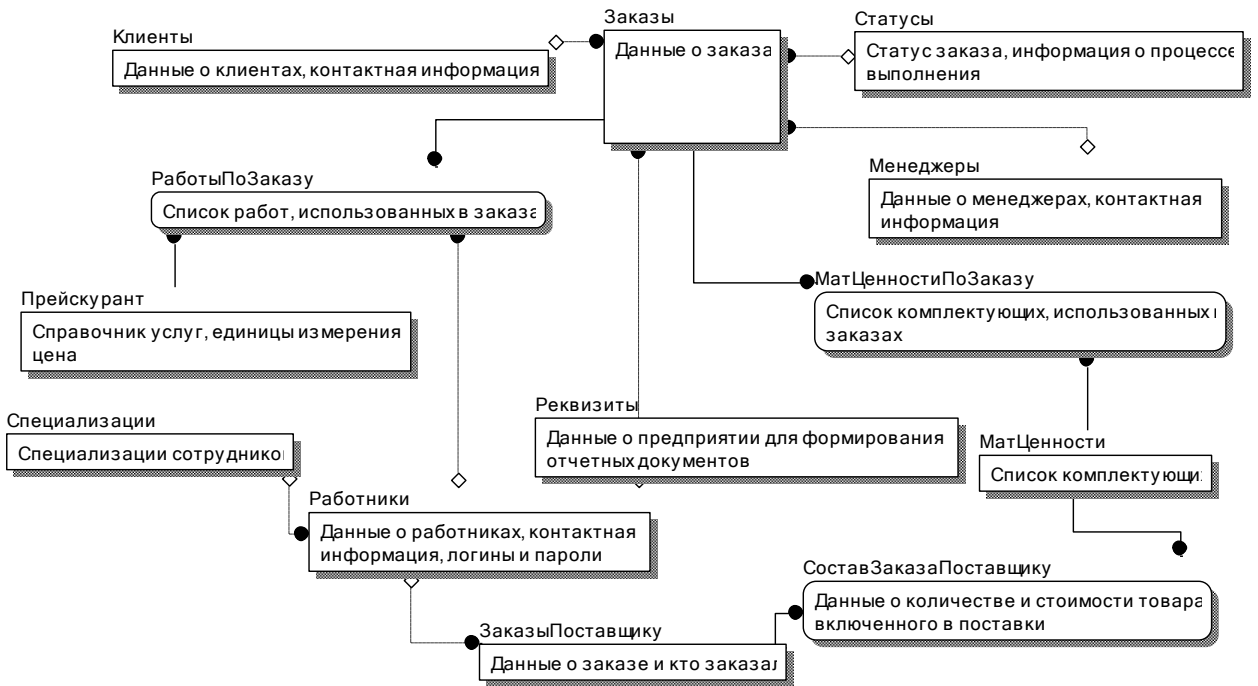 Заказы
Данные о заказа
Статусы
Статус заказа, информация о процессе
выполнения
Клиенты
Данные о клиентах, контактная информация
Менеджеры
Данные о менеджерах, контактная
информация
РаботыПоЗаказу
Список работ, использованных в заказа
МатЦенностиПоЗаказу
Список комплектующих, использованных
заказах
Прейскурант
Справочник услуг, единицы измерения
цена
Реквизиты
Данные о предприятии для формирования
отчетных документов
Специализации
Специализации сотруднико
МатЦенности
Список комплектующи
Работники
Данные о работниках, контактная
информация, логины и пароли
СоставЗаказаПоставщику
Данные о количестве и стоимости товара
включенного в поставки
ЗаказыПоставщику
Данные о заказе и кто заказал